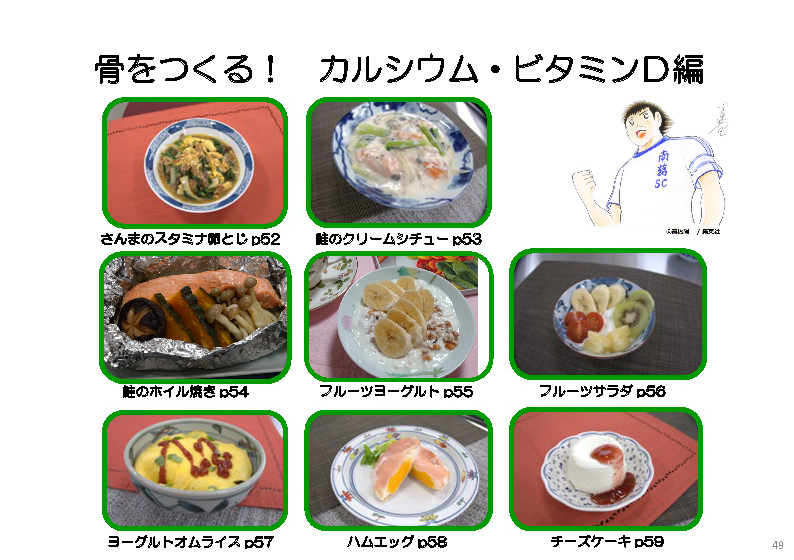 骨をつくる！　カルシウム・ビタミンD編
南葛
SC
さんまのスタミナ卵とじ p52
鮭のクリームシチュー p53
©高橋陽一／集英社
鮭のホイル焼き p54
フルーツヨーグルト p55
フルーツサラダ p56
ヨーグルトオムライス p57
ハムエッグ p58
チーズケーキ p59
49